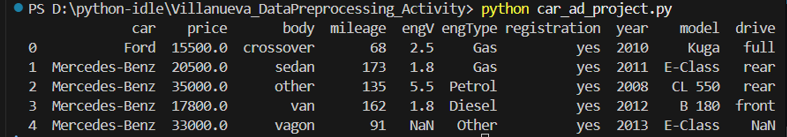 PS D:\python-idle\Villanueva_DataPreprocessing_Activity> python car_ad_project.py
car price body mileage engV engType registration year model drive
0 Ford 15500.0 crossover 68 2.5 Gas yes 2010 Kuga full
1 Mercedes-Benz 20500.0 sedan 173 1.8 Gas yes 2011 E-Class rear
2 Mercedes-Benz 35000.0 other 135 5.5 Petrol yes 2008 CL 550 rear
3 Mercedes-Benz 17800.0 van 162 1.8 Diesel yes 2012 B 180 front
4 Mercedes-Benz 33000.0 vagon 91 NaN Other yes 2013 E-Class NaN